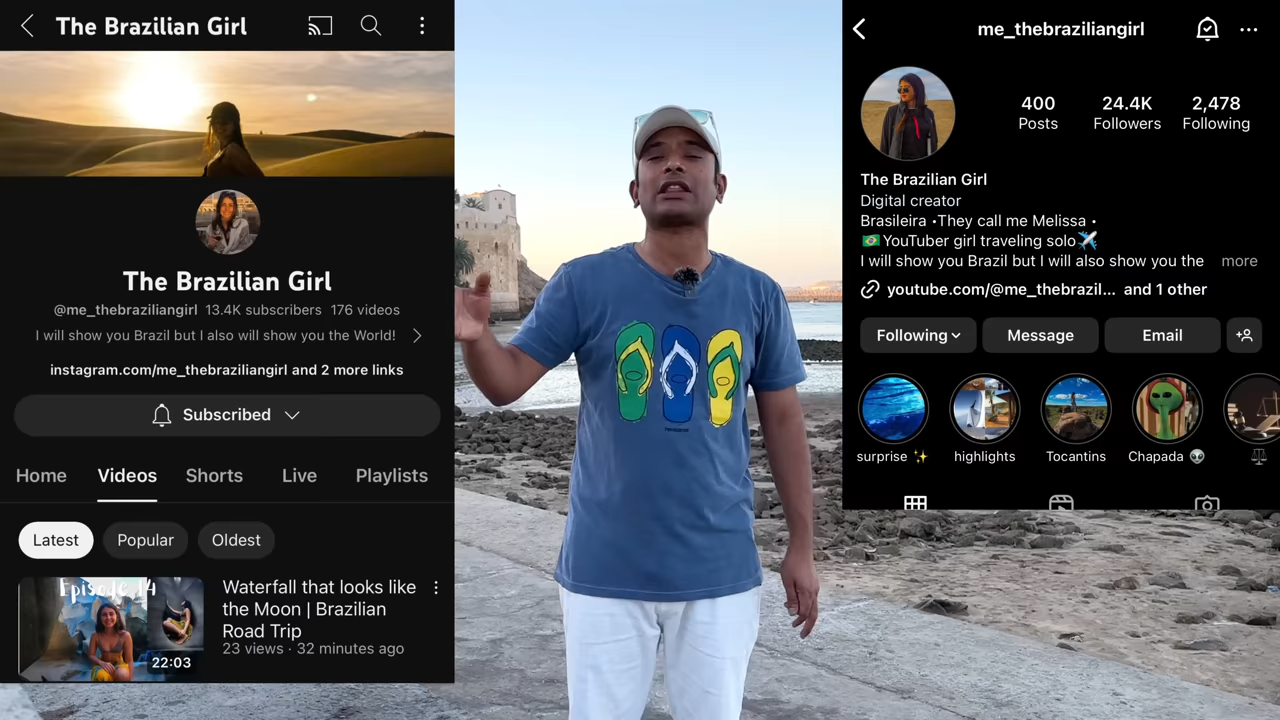 The Brazilian Girl
The Brazilian Girl
@me_thebraziliangirl 13.4K subscribers 176 videos
I will show you Brazil but I also will show you the World!
instagram.com/me_thebraziliangirl and 2 more links
Subscribed
Home Videos Shorts Live Playlists
Latest Popular Oldest
Episode 14
22:03
Waterfall that looks like
the Moon | Brazilian
Road Trip
23 views · 32 minutes ago
me_thebraziliangirl
400 24.4K 2,478
Posts Followers Following
The Brazilian Girl
Digital creator
Brasileira •They call me Melissa •
🇧🇷YouTuber girl traveling solo✈️
I will show you Brazil but I will also show you the more
youtube.com/@me_thebrazil... and 1 other
Following Message Email
surprise ✨ highlights Tocantins Chapada 👽 ⚖️